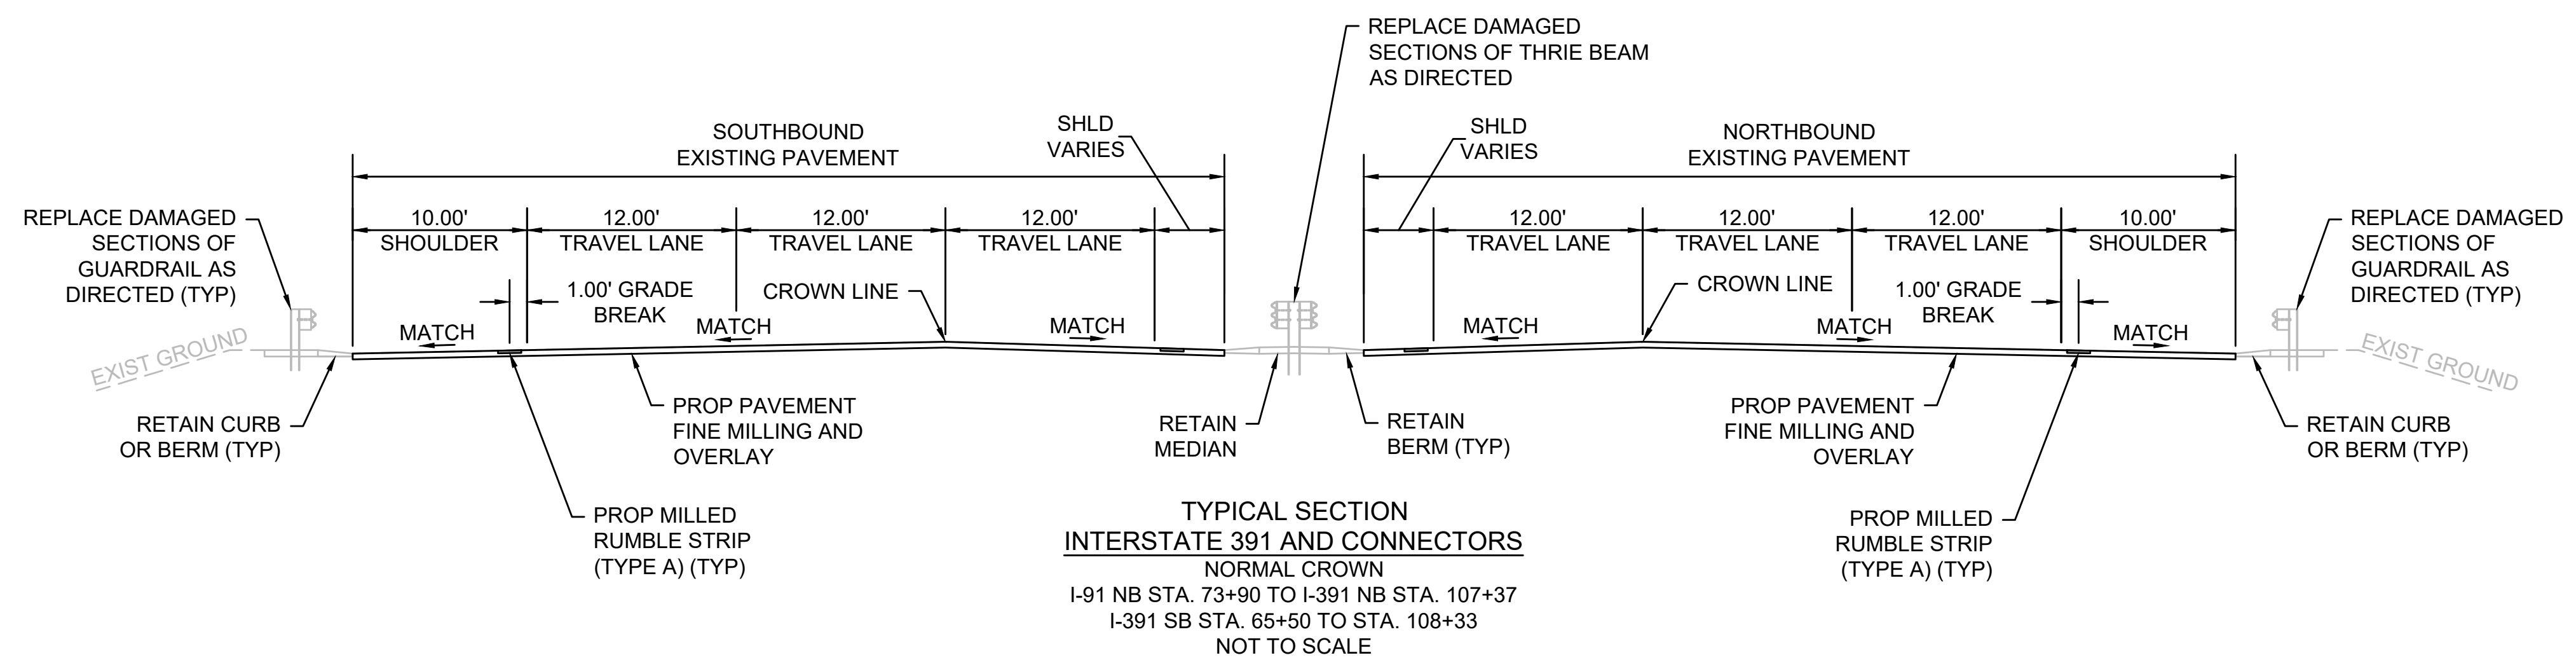 REPLACE DAMAGED
SECTIONS OF THRIE BEAM
AS DIRECTED
SOUTHBOUND
EXISTING PAVEMENT
SHLD
VARIES
SHLD
VARIES
NORTHBOUND
EXISTING PAVEMENT
REPLACE DAMAGED
SECTIONS OF
GUARDRAIL AS
DIRECTED (TYP)
10.00'
SHOULDER
12.00'
TRAVEL LANE
12.00'
TRAVEL LANE
12.00'
TRAVEL LANE
12.00'
TRAVEL LANE
12.00'
TRAVEL LANE
12.00'
TRAVEL LANE
10.00'
SHOULDER
REPLACE DAMAGED
SECTIONS OF
GUARDRAIL AS
DIRECTED (TYP)
1.00' GRADE
BREAK
CROWN LINE
CROWN LINE
1.00' GRADE
BREAK
MATCH
MATCH
MATCH
MATCH
MATCH
MATCH
EXIST GROUND
EXIST GROUND
RETAIN CURB
OR BERM (TYP)
PROP PAVEMENT
FINE MILLING AND
OVERLAY
RETAIN
MEDIAN
RETAIN
BERM (TYP)
PROP PAVEMENT
FINE MILLING AND
OVERLAY
RETAIN CURB
OR BERM (TYP)
PROP MILLED
RUMBLE STRIP
(TYPE A) (TYP)
PROP MILLED
RUMBLE STRIP
(TYPE A) (TYP)
TYPICAL SECTION
INTERSTATE 391 AND CONNECTORS
NORMAL CROWN
I-91 NB STA. 73+90 TO I-391 NB STA. 107+37
I-391 SB STA. 65+50 TO STA. 108+33
NOT TO SCALE